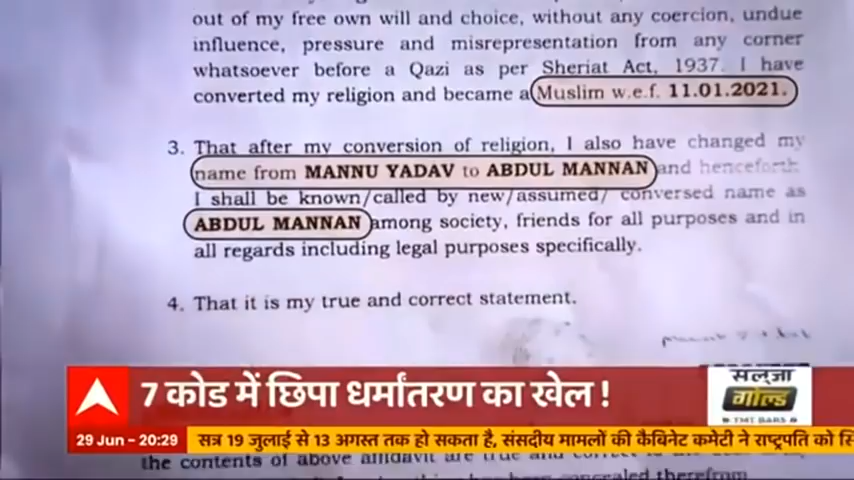 out of my free own will and choice, without any coercion, undue
influence, pressure and misrepresentation from any corner
whatsoever before a Qazi as per Sheriat Act, 1937. I have
converted my religion and became a Muslim w.e.f. 11.01.2021.
3. That after my conversion of religion, I also have changed my
name from MANNU YADAV to ABDUL MANNAN and henceforth
I shall be known/called by new/assumed/ conversed name as
ABDUL MANNAN among society, friends for all purposes and in
all regards including legal purposes specifically.
4. That it is my true and correct statement.
7 कोड में छिपा धर्मांतरण का खेल !
सलूजा
गोल्ड
TMT BARS
29 Jun - 20:29
सत्र 19 जुलाई से 13 अगस्त तक हो सकता है, संसदीय मामलों की कैबिनेट कमेटी ने राष्ट्रपति को
the contents of above affidavit are true and
concealed therefrom